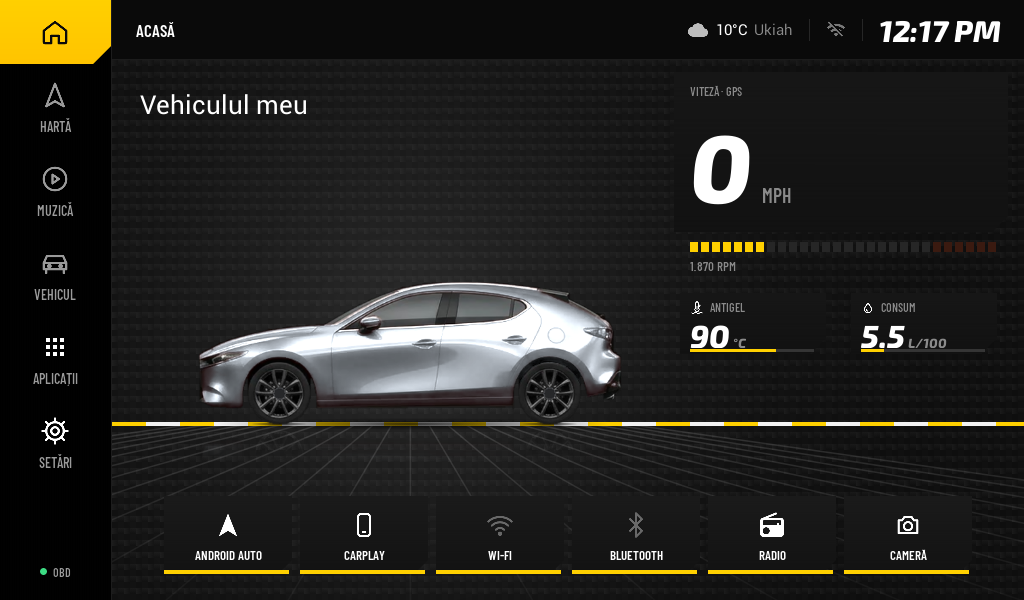 ACASĂ
10°C Ukiah
12:17 PM
HARTĂ
MUZICĂ
VEHICUL
APLICAȚII
SETĂRI
OBD
Vehiculul meu
VITEZĂ · GPS
0 MPH
1.870 RPM
ANTIGEL
90 °C
CONSUM
5.5 L/100
ANDROID AUTO
CARPLAY
WI-FI
BLUETOOTH
RADIO
CAMERĂ